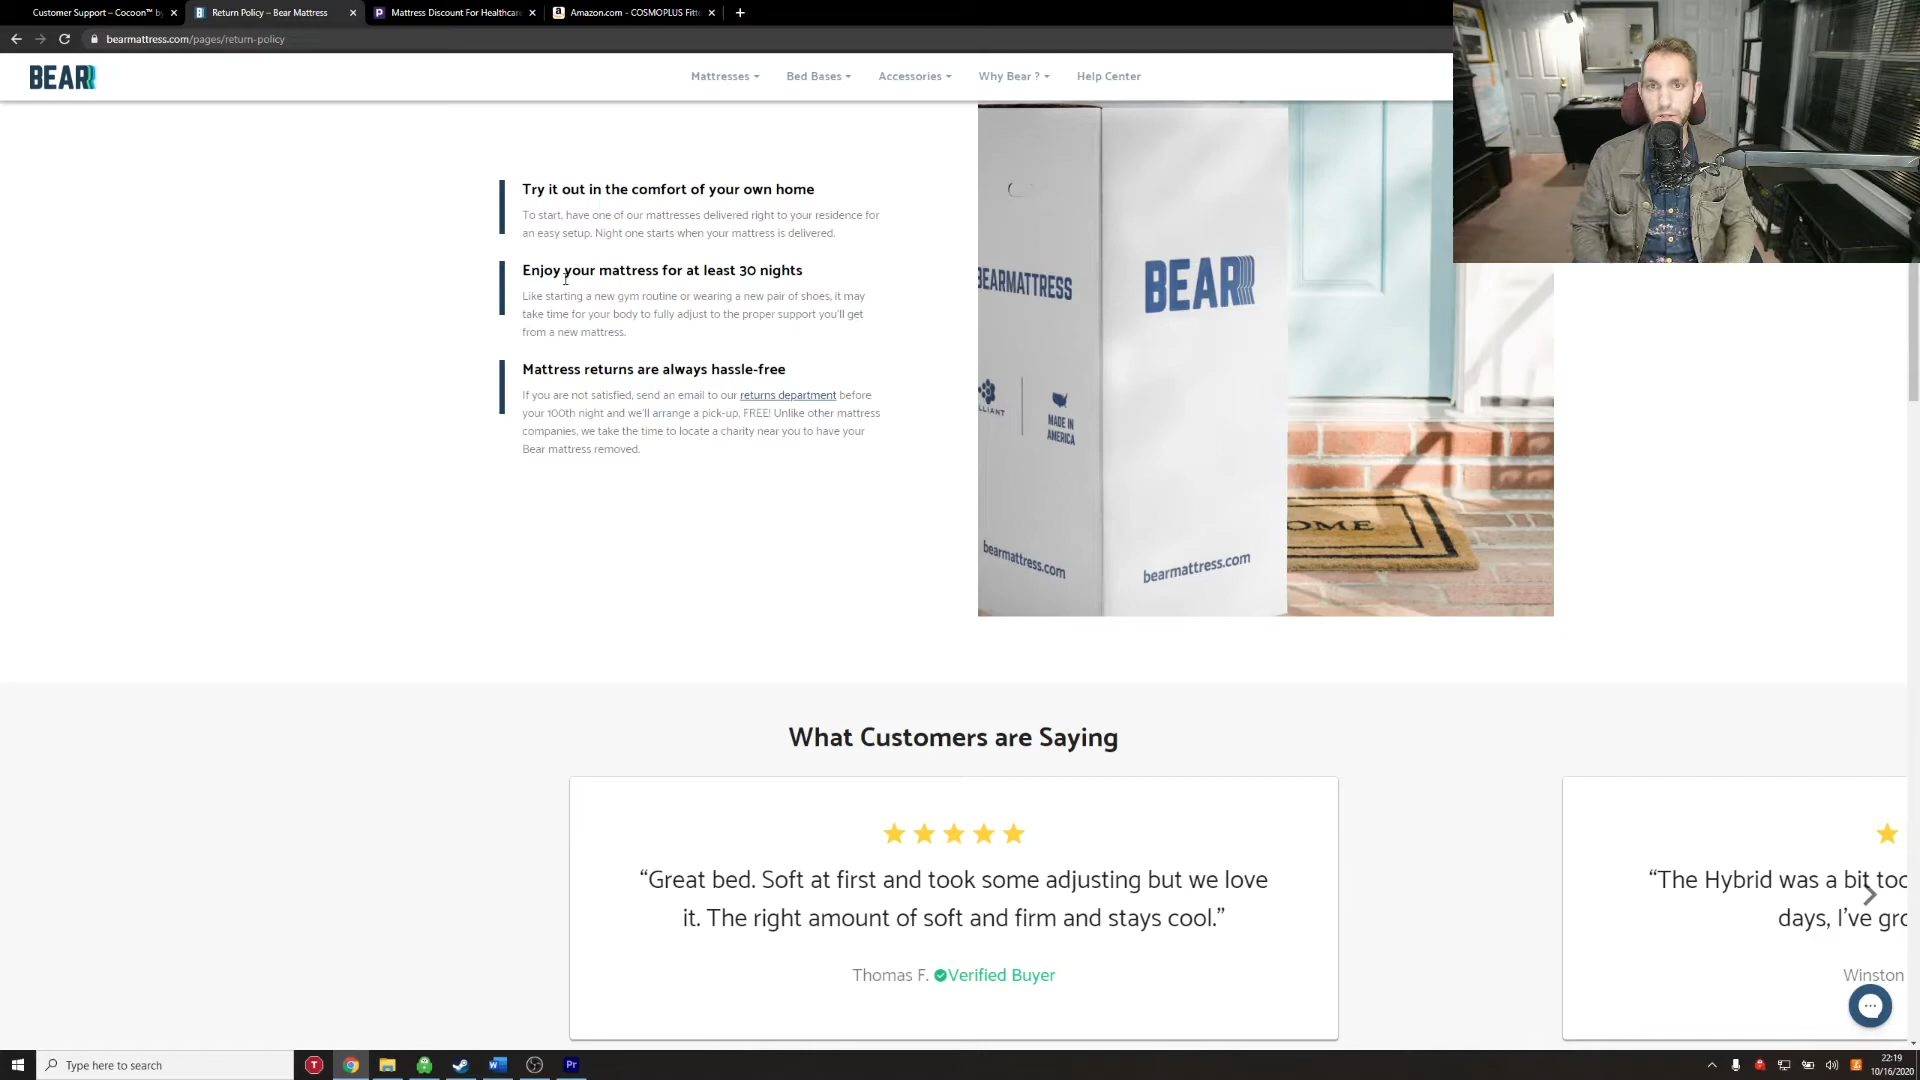 Customer Support – Cocoon™ by
Return Policy – Bear Mattress
Mattress Discount For Healthcare
Amazon.com - COSMOPLUS Fitte
bearmattress.com/pages/return-policy
BEAR
Mattresses
Bed Bases
Accessories
Why Bear ?
Help Center
Try it out in the comfort of your own home
To start, have one of our mattresses delivered right to your residence for
an easy setup. Night one starts when your mattress is delivered.
Enjoy your mattress for at least 30 nights
Like starting a new gym routine or wearing a new pair of shoes, it may
take time for your body to fully adjust to the proper support you'll get
from a new mattress.
Mattress returns are always hassle-free
If you are not satisfied, send an email to our returns department before
your 100th night and we'll arrange a pick-up, FREE! Unlike other mattress
companies, we take the time to locate a charity near you to have your
Bear mattress removed.
BEARMATTRESS
BEAR
LLIANT
MADE IN
AMERICA
bearmattress.com
bearmattress.com
OME
What Customers are Saying
“Great bed. Soft at first and took some adjusting but we love
it. The right amount of soft and firm and stays cool.”
Thomas F. Verified Buyer
“The Hybrid was a bit too
days, I've gro
Winston
Type here to search
T
W
Pr
22:19
10/16/2020